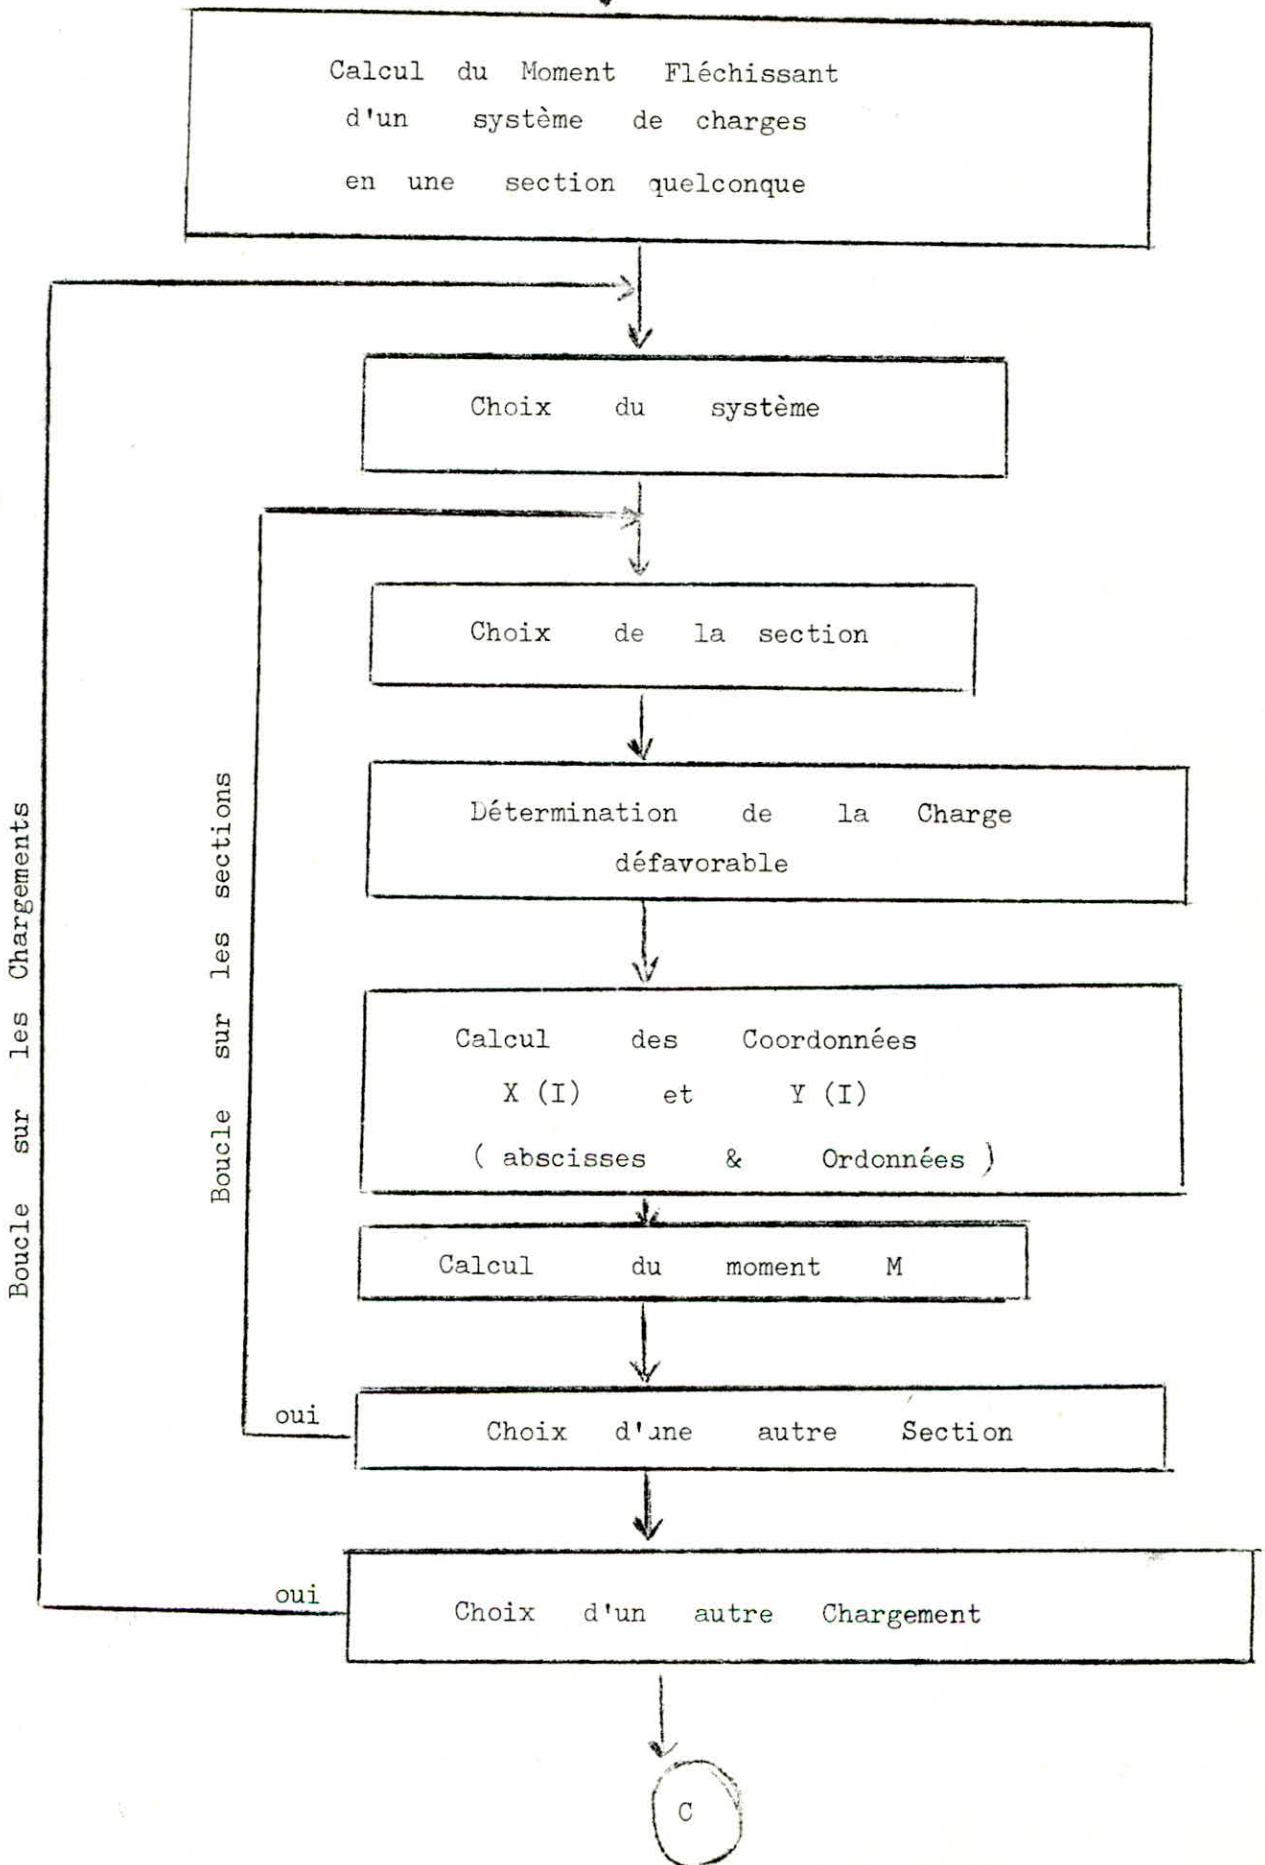 Calcul du Moment Fléchissant
d'un système de charges
en une section quelconque
Choix du système
Choix de la section
Détermination de la Charge
défavorable
Calcul des Coordonnées
X (I) et Y (I)
( abscisses & Ordonnées )
Calcul du moment M
oui
Choix d'une autre Section
oui
Choix d'un autre Chargement
C
Boucle sur les sections
Boucle sur les Chargements